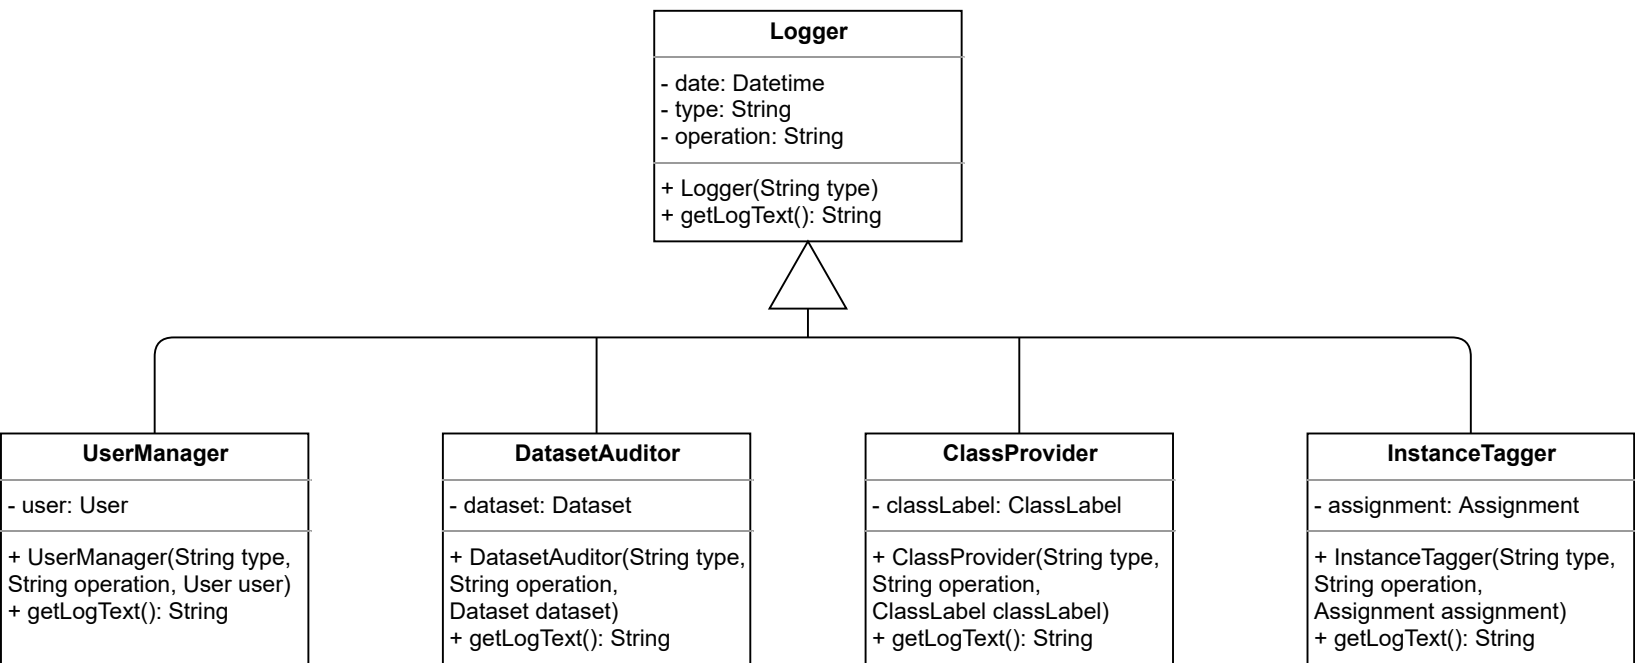 Logger
- date: Datetime
- type: String
- operation: String
+ Logger(String type)
+ getLogText(): String
UserManager
- user: User
+ UserManager(String type,
String operation, User user)
+ getLogText(): String
DatasetAuditor
- dataset: Dataset
+ DatasetAuditor(String type,
String operation,
Dataset dataset)
+ getLogText(): String
ClassProvider
- classLabel: ClassLabel
+ ClassProvider(String type,
String operation,
ClassLabel classLabel)
+ getLogText(): String
InstanceTagger
- assignment: Assignment
+ InstanceTagger(String type,
String operation,
Assignment assignment)
+ getLogText(): String